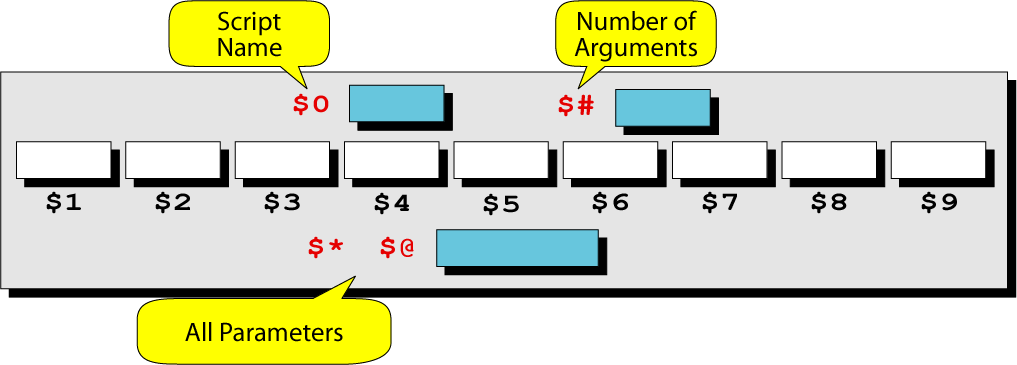 Script
Name
Number of
Arguments
$0
$#
$1 $2 $3 $4 $5 $6 $7 $8 $9
$* $@
All Parameters